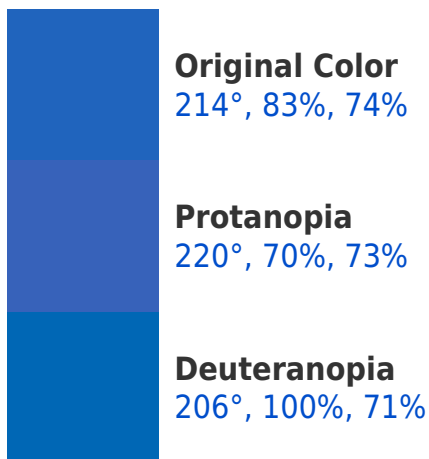 Original Color
214°, 83%, 74%
Protanopia
220°, 70%, 73%
Deuteranopia
206°, 100%, 71%